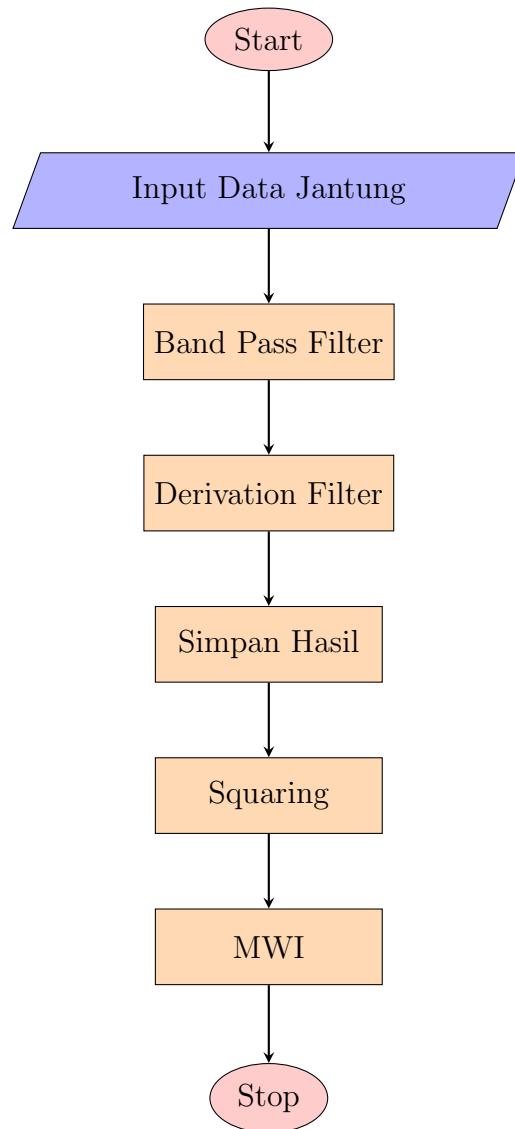 Start
Input Data Jantung
Band Pass Filter
Derivation Filter
Simpan Hasil
Squaring
MWI
Stop